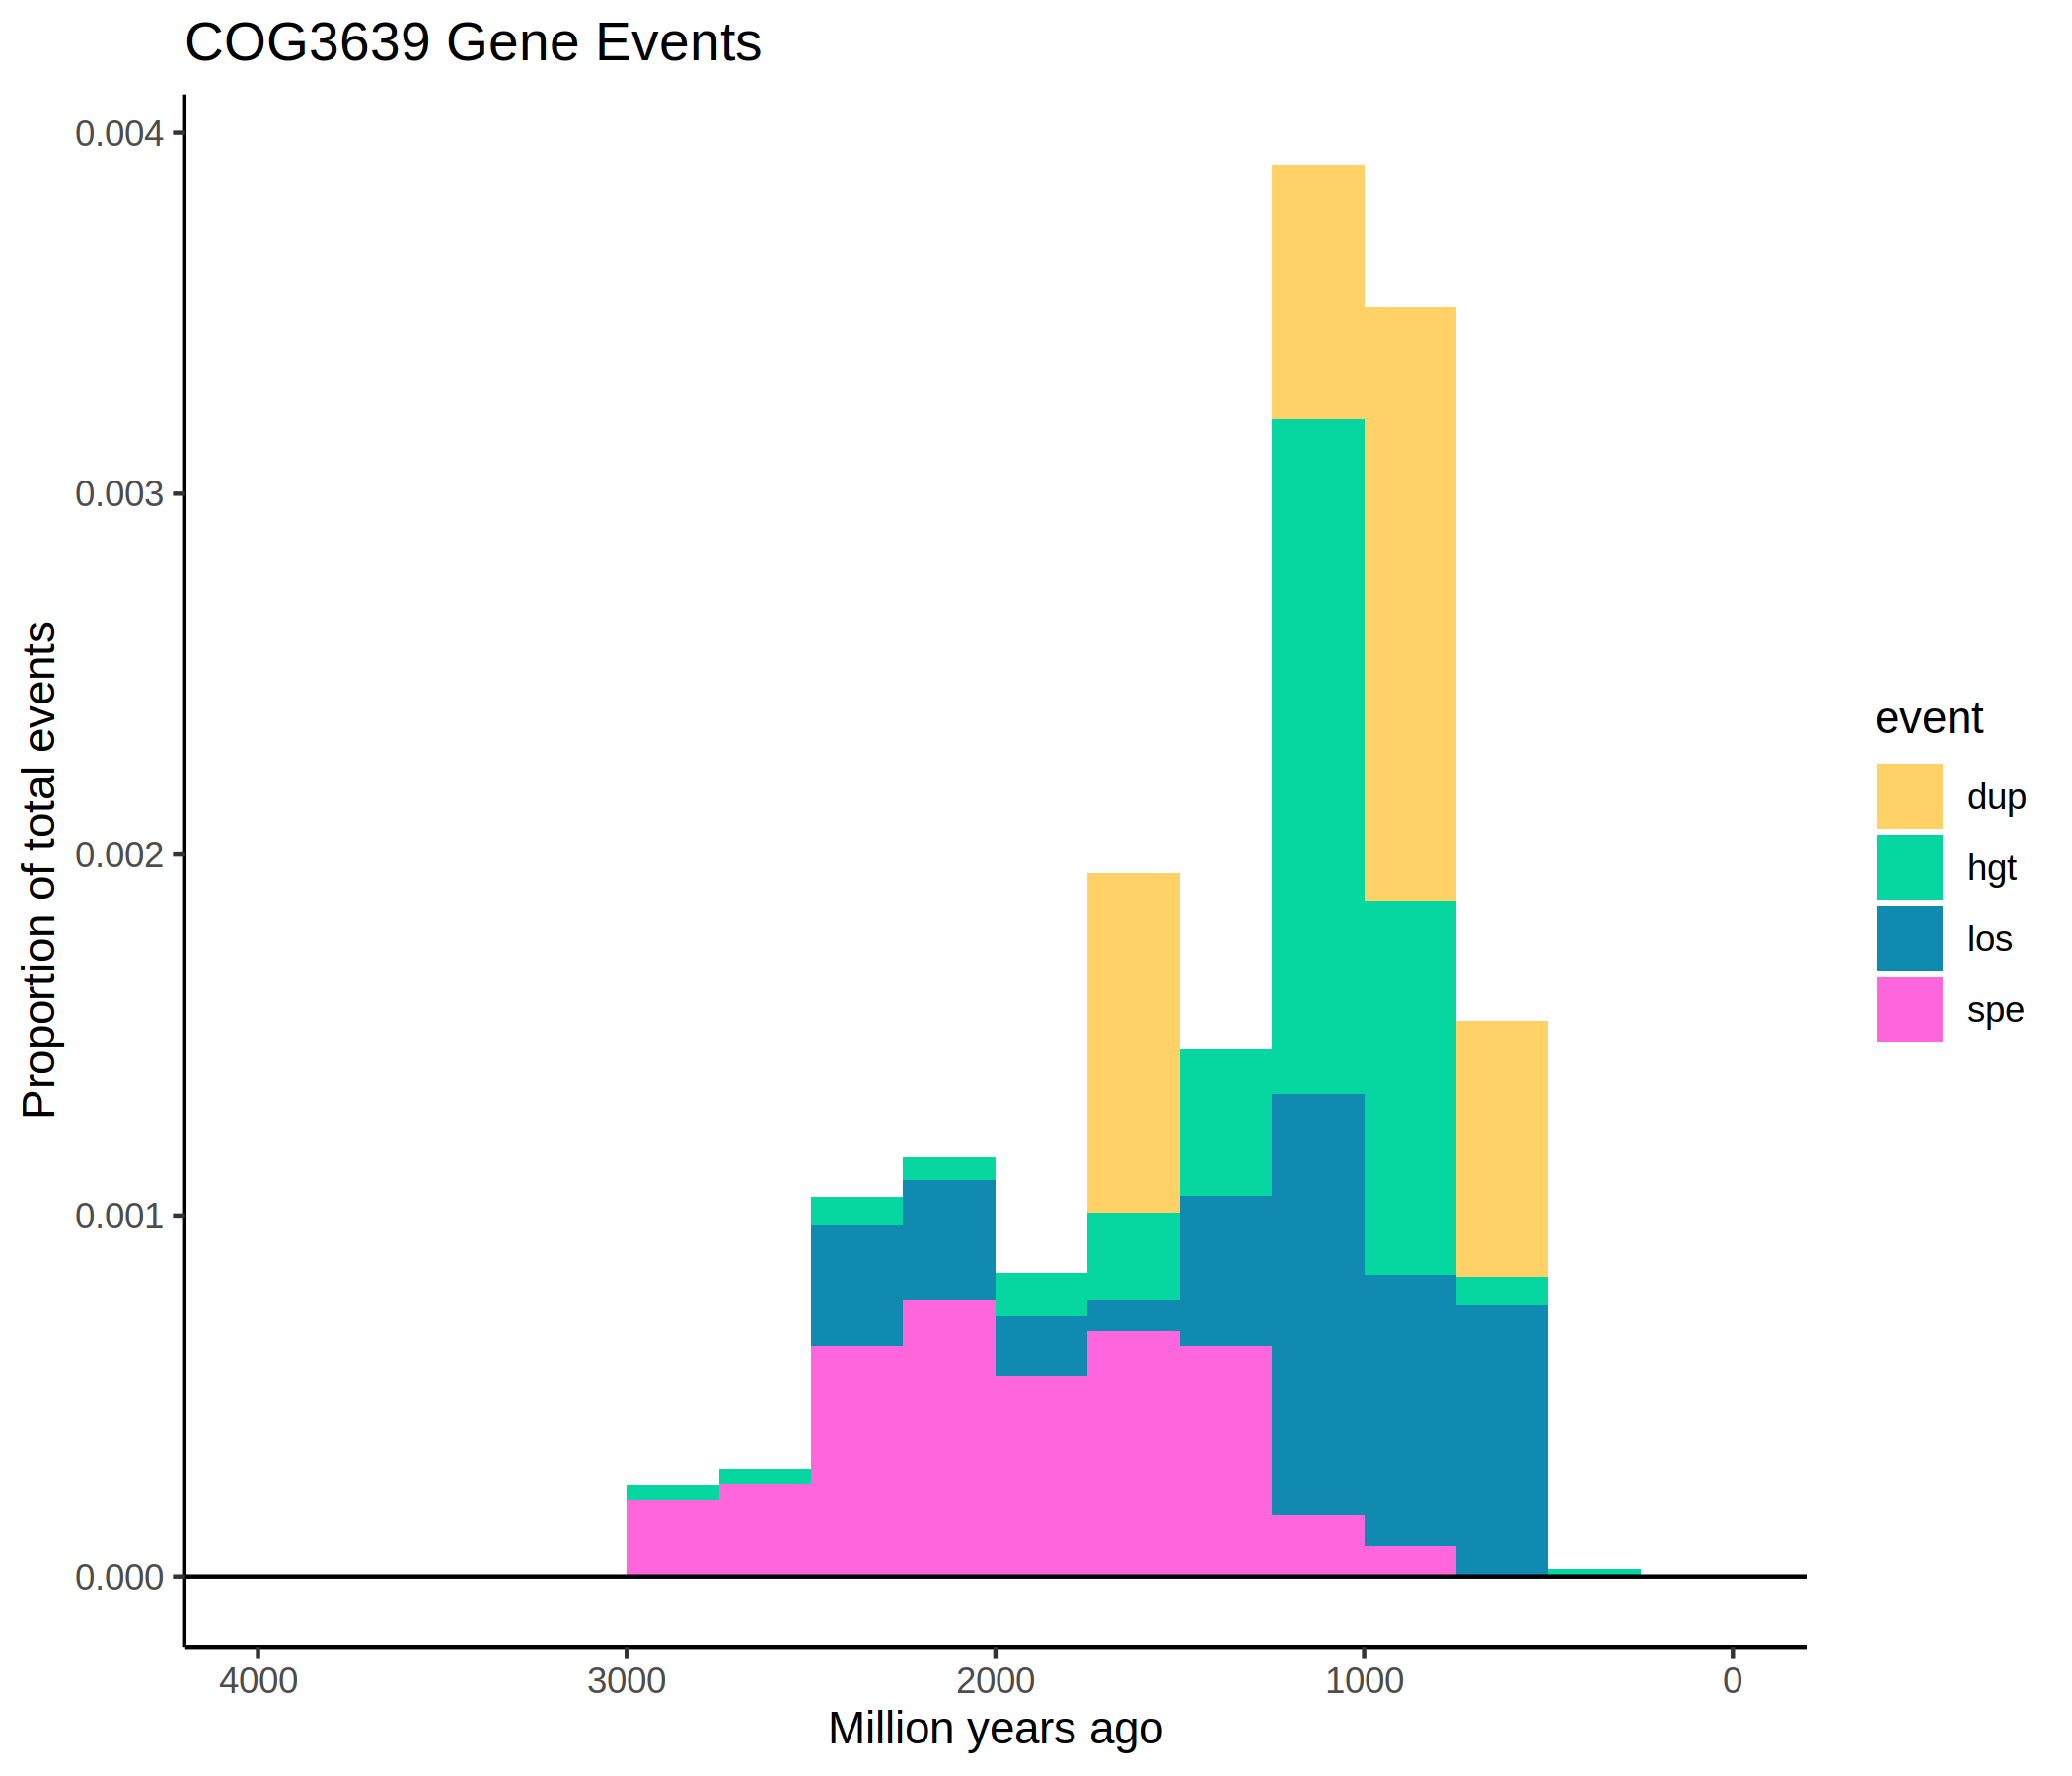 COG3639 Gene Events
0.004
0.003
0.002
0.001
0.000
Proportion of total events
4000 3000 2000 1000 0
Million years ago
event
dup
hgt
los
spe